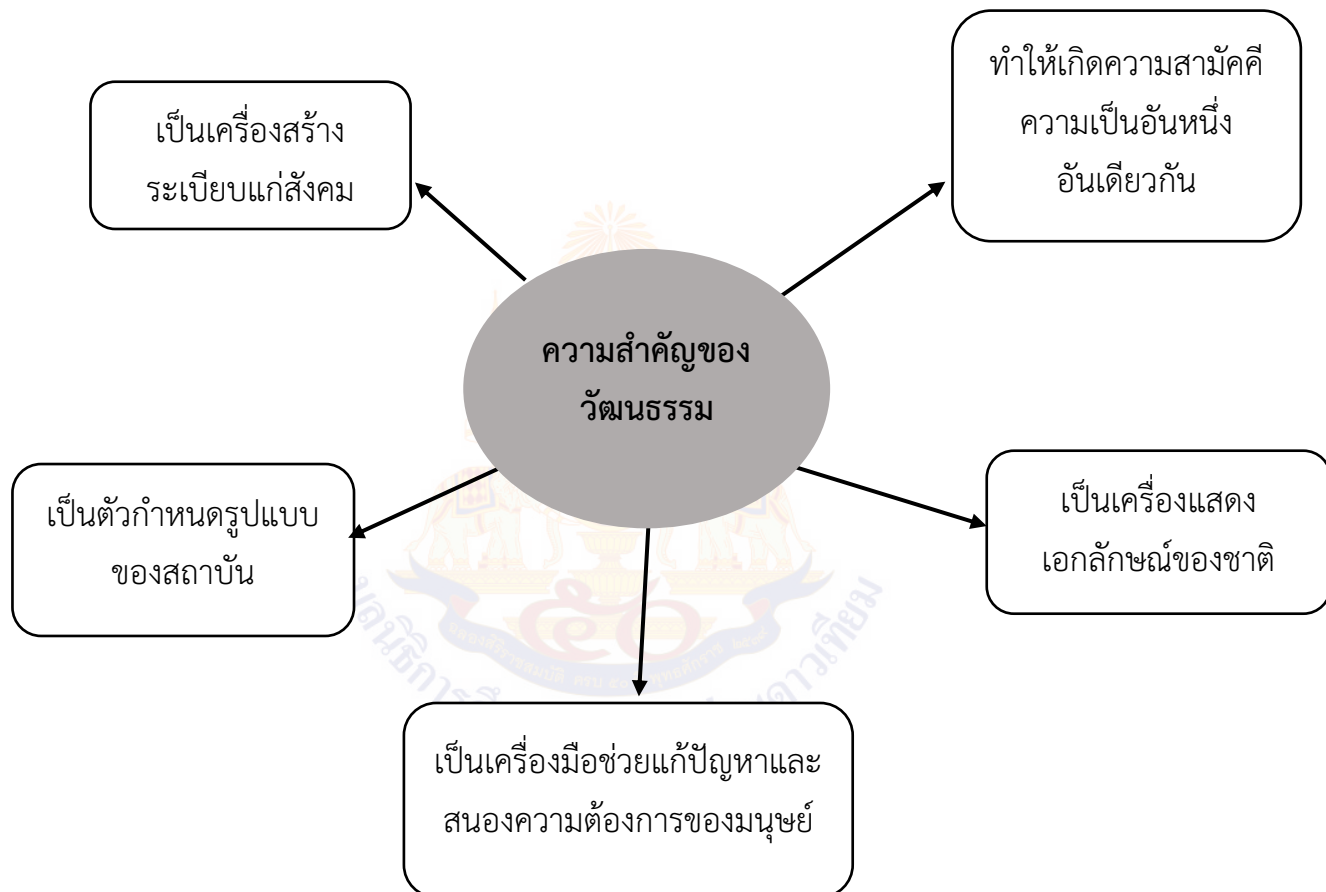 ทำให้เกิดความสามัคคี
ความเป็นอันหนึ่ง
อันเดียวกัน
เป็นเครื่องสร้าง
ระเบียบแก่สังคม
ความสำคัญของ
วัฒนธรรม
เป็นตัวกำหนดรูปแบบ
ของสถาบัน
เป็นเครื่องแสดง
เอกลักษณ์ของชาติ
เป็นเครื่องมือช่วยแก้ปัญหาและ
สนองความต้องการของมนุษย์
๕๐